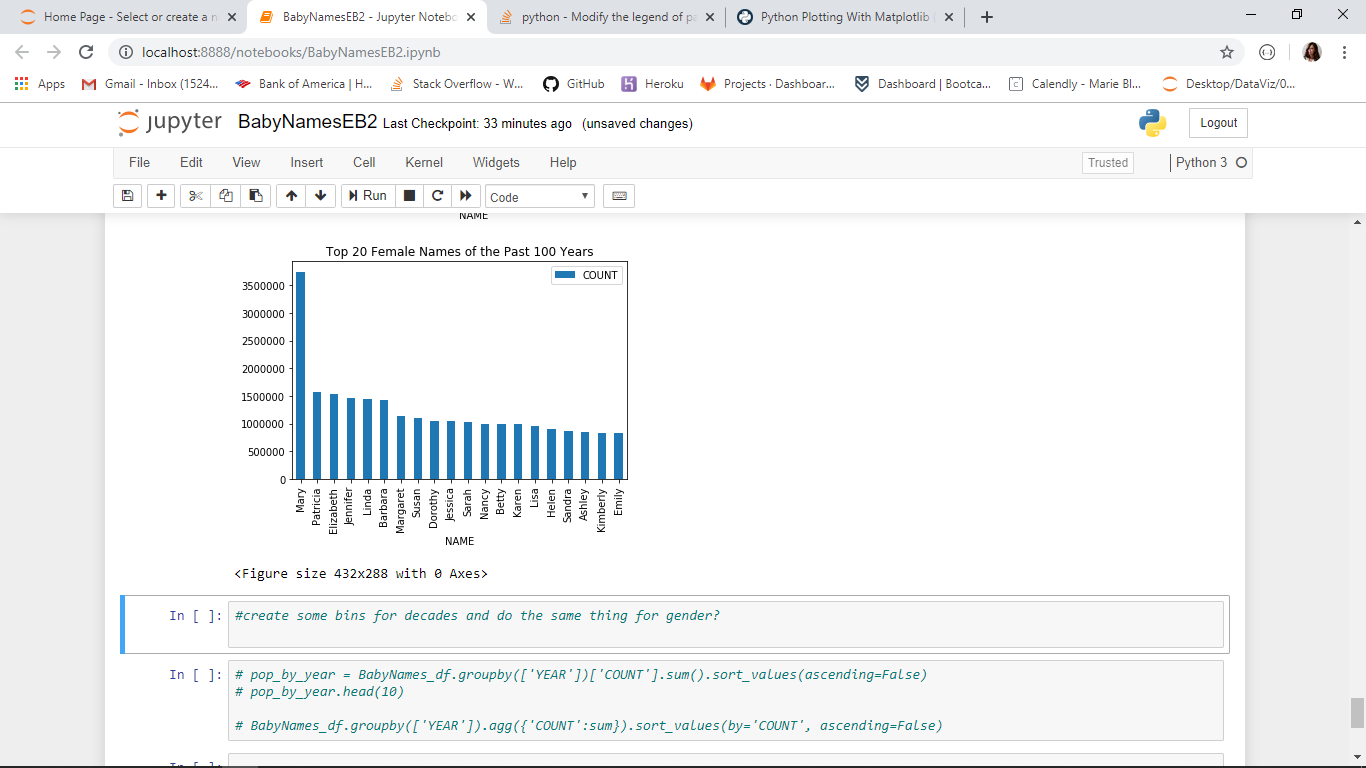 Home Page - Select or create a n
BabyNamesEB2 - Jupyter Notebo
python - Modify the legend of pa
Python Plotting With Matplotlib (
localhost:8888/notebooks/BabyNamesEB2.ipynb
Apps
Gmail - Inbox (1524...
Bank of America | H...
Stack Overflow - W...
GitHub
Heroku
Projects · Dashboar...
Dashboard | Bootca...
Calendly - Marie Bl...
Desktop/DataViz/0...
jupyter
BabyNamesEB2 Last Checkpoint: 33 minutes ago (unsaved changes)
Logout
File Edit View Insert Cell Kernel Widgets Help
Trusted
Python 3
Run
Code
NAME
Top 20 Female Names of the Past 100 Years
COUNT
3500000
3000000
2500000
2000000
1500000
1000000
500000
0
Mary
Patricia
Elizabeth
Jennifer
Linda
Barbara
Margaret
Susan
Dorothy
Jessica
Sarah
Nancy
Betty
Karen
Lisa
Helen
Sandra
Ashley
Kimberly
Emily
NAME
<Figure size 432x288 with 0 Axes>
In [ ]: #create some bins for decades and do the same thing for gender?
In [ ]: # pop_by_year = BabyNames_df.groupby(['YEAR'])['COUNT'].sum().sort_values(ascending=False)
# pop_by_year.head(10)
# BabyNames_df.groupby(['YEAR']).agg({'COUNT':sum}).sort_values(by='COUNT', ascending=False)
In [ ]: